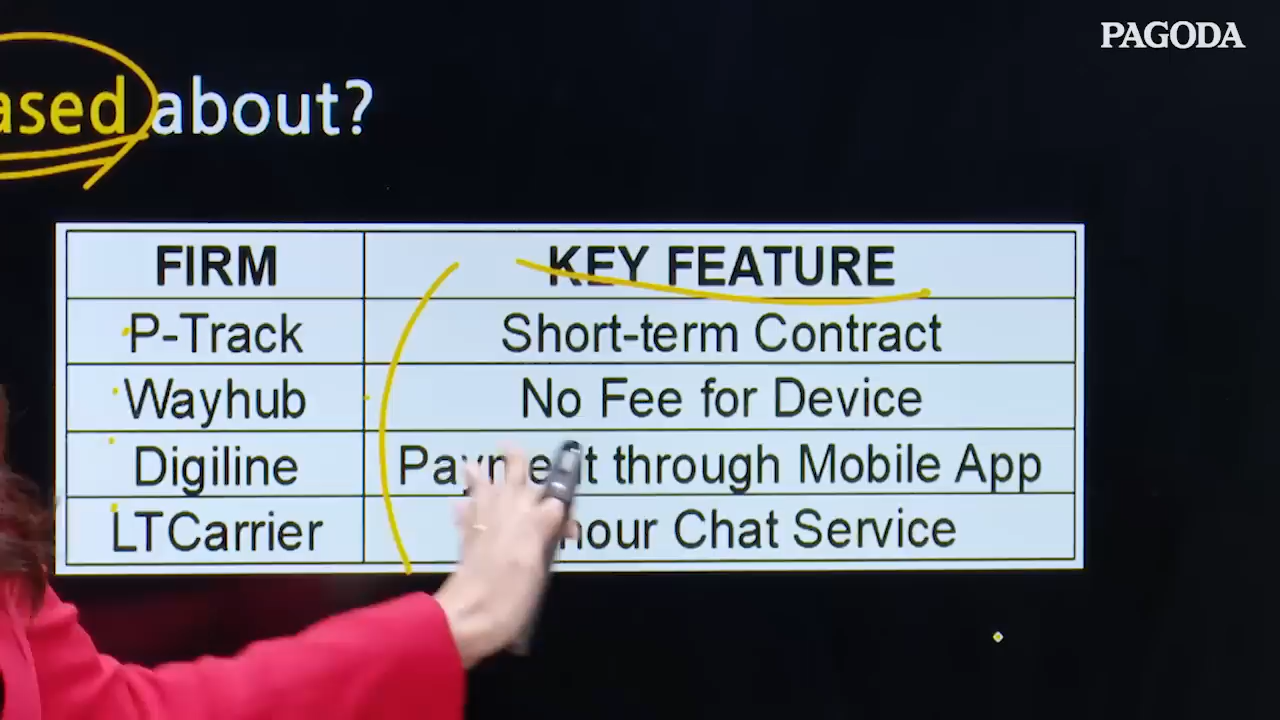 PAGODA
ased about?
FIRM KEY FEATURE
P-Track Short-term Contract
Wayhub No Fee for Device
Digiline Payment through Mobile App
LTCarrier hour Chat Service